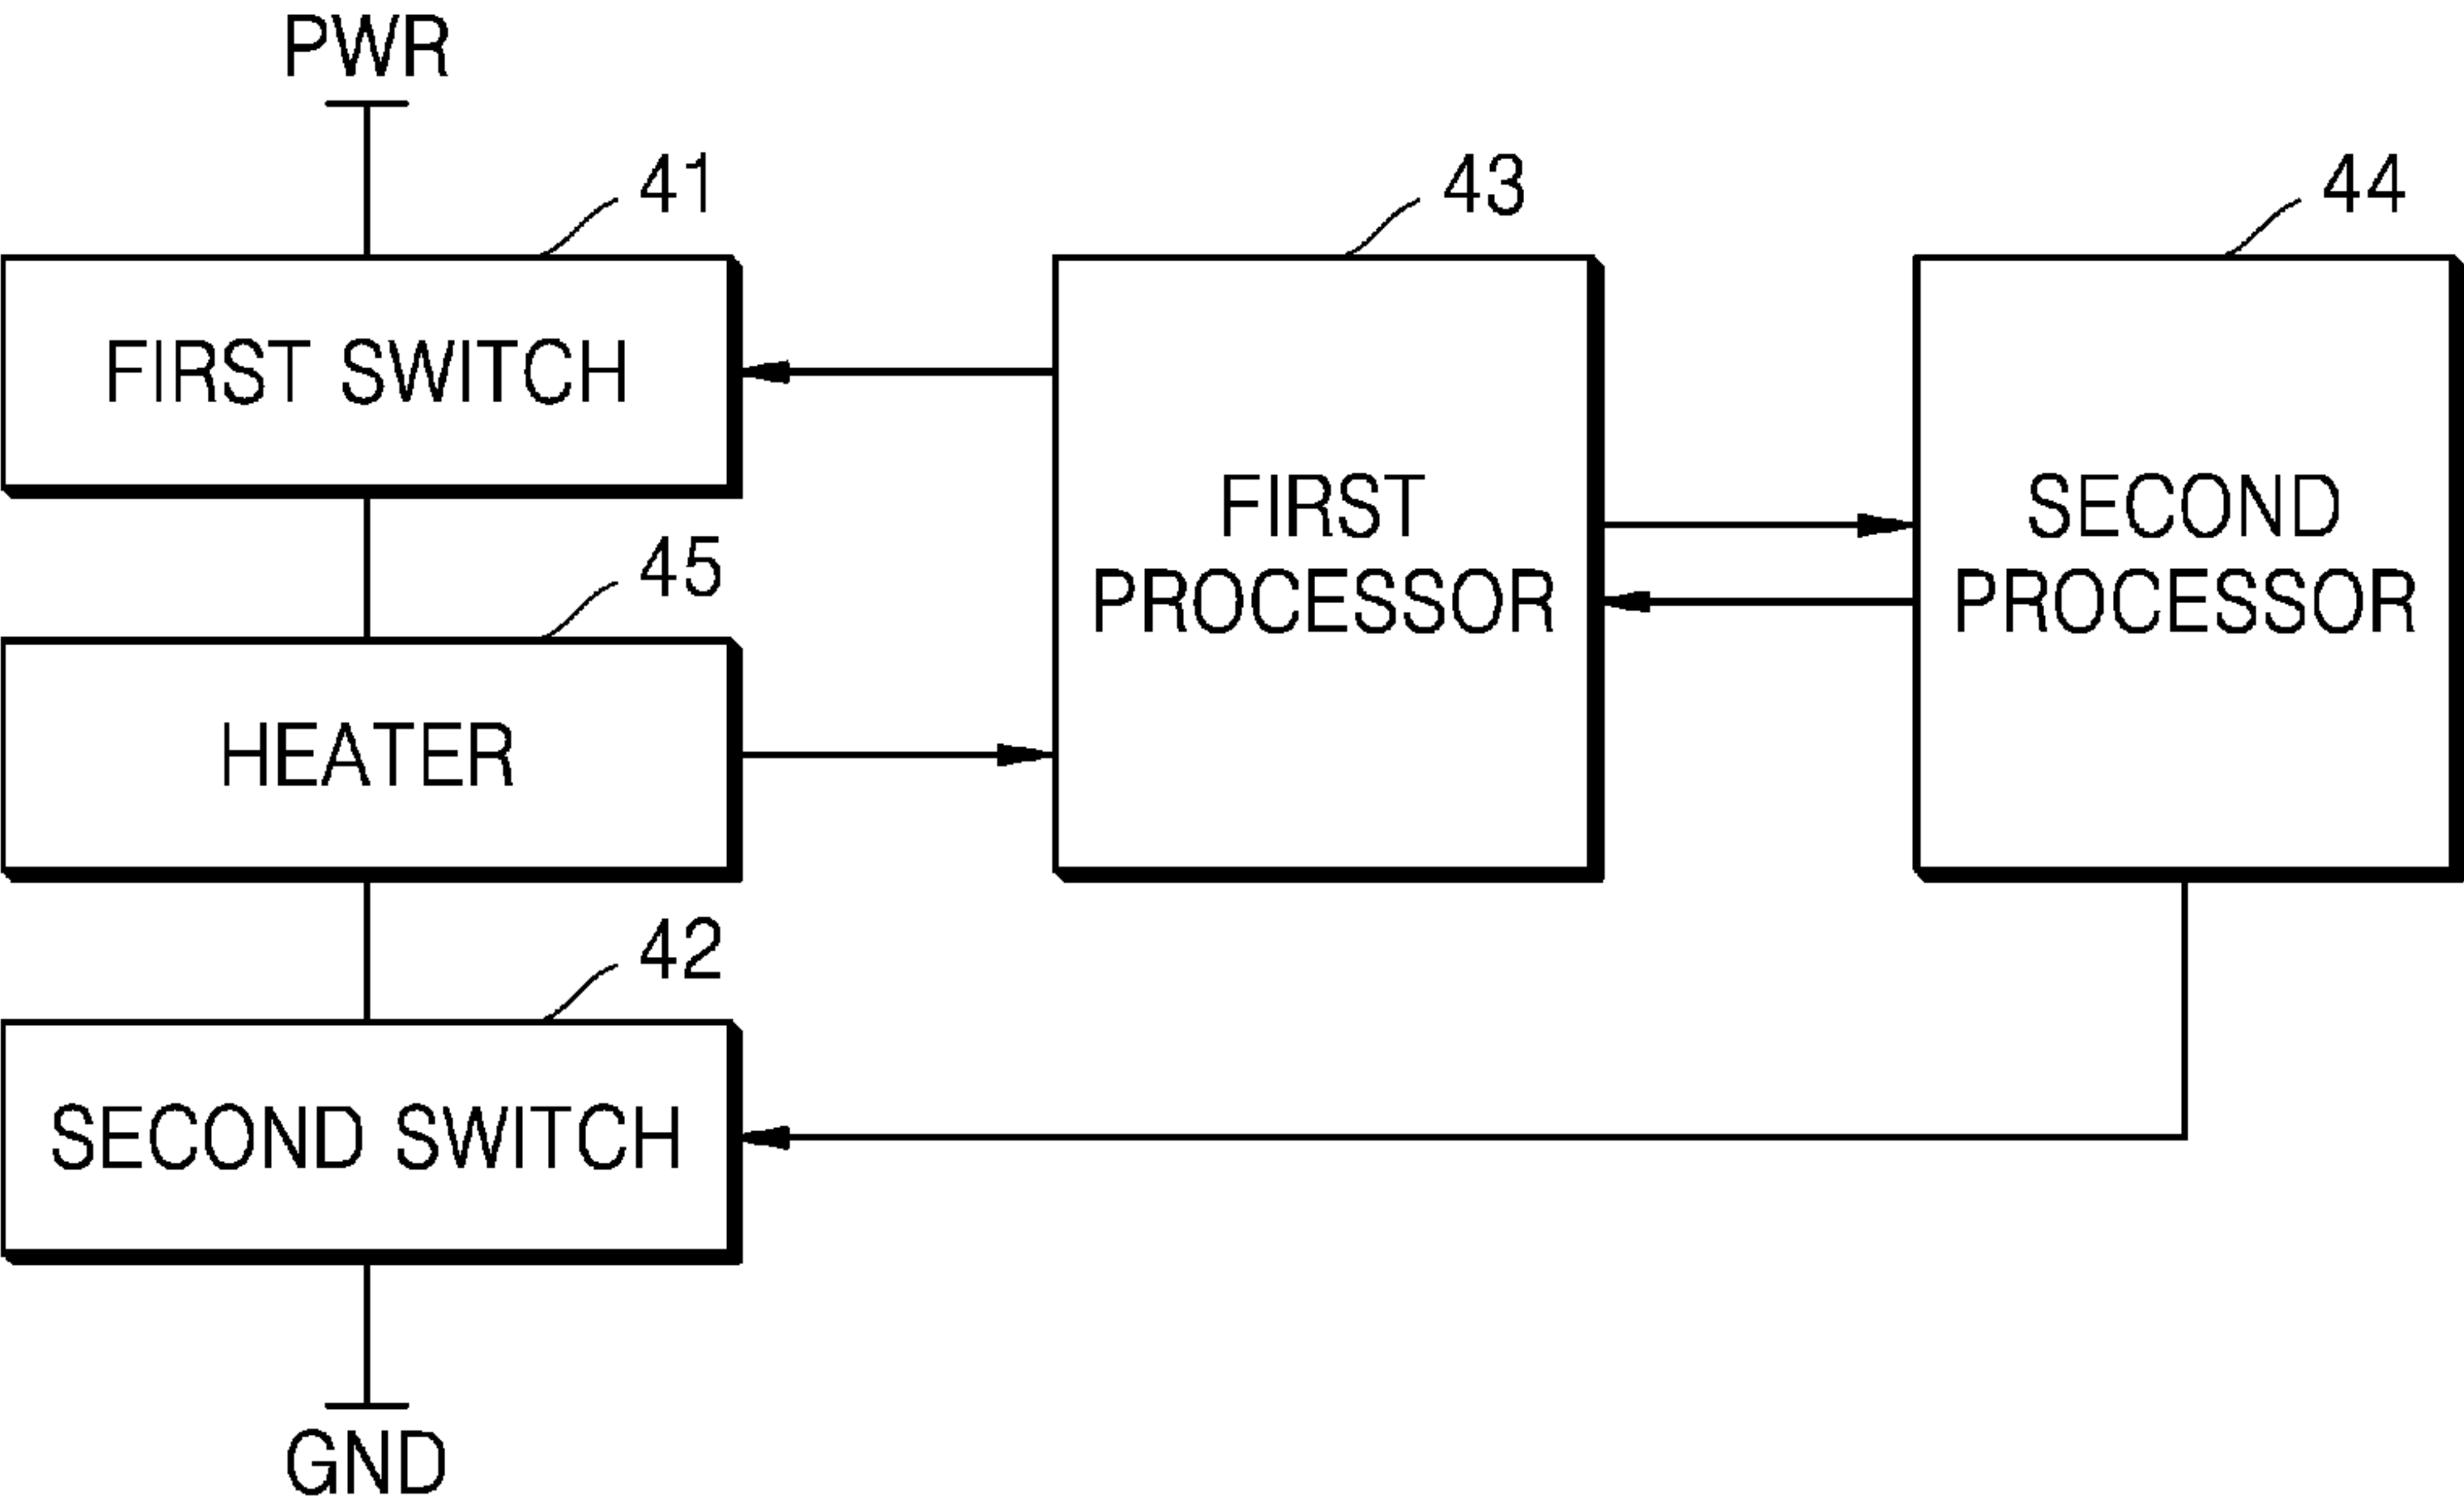 PWR
41
43
44
FIRST SWITCH
FIRST
PROCESSOR
SECOND
PROCESSOR
45
HEATER
42
SECOND SWITCH
GND